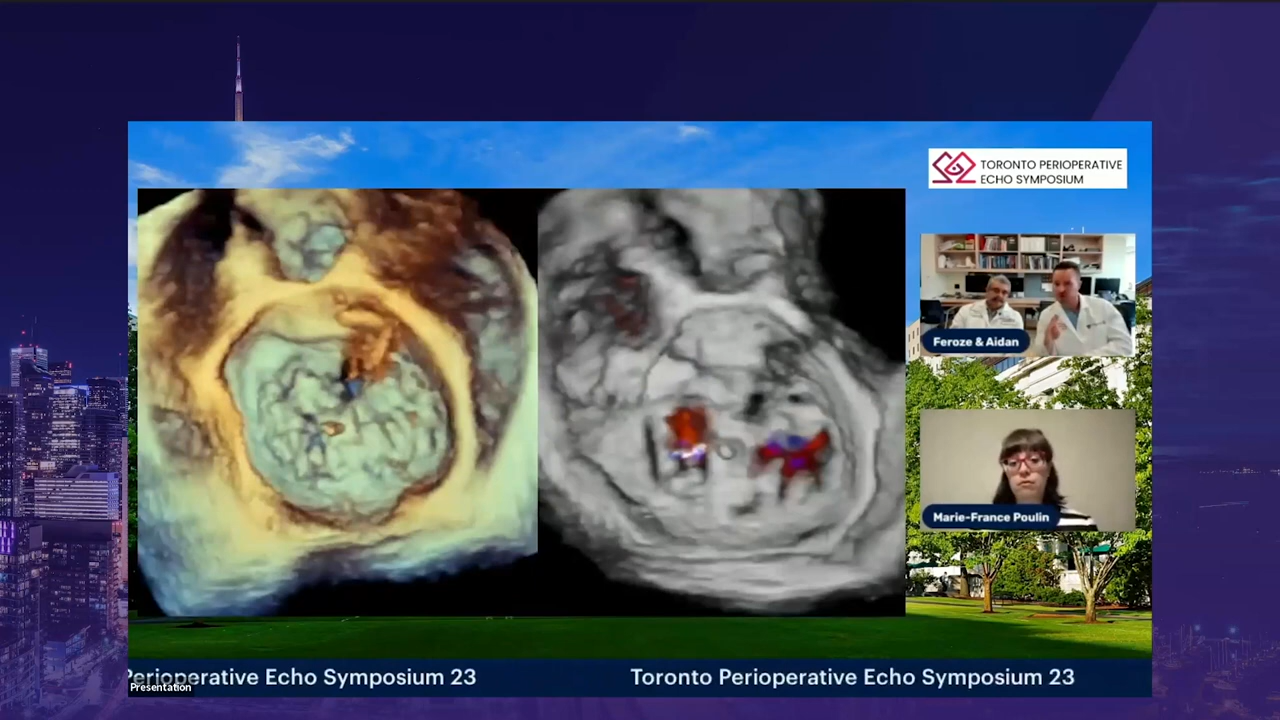 TORONTO PERIOPERATIVE
ECHO SYMPOSIUM
Feroze & Aidan
Marie-France Poulin
Perioperative Echo Symposium 23
Toronto Perioperative Echo Symposium 23
Presentation